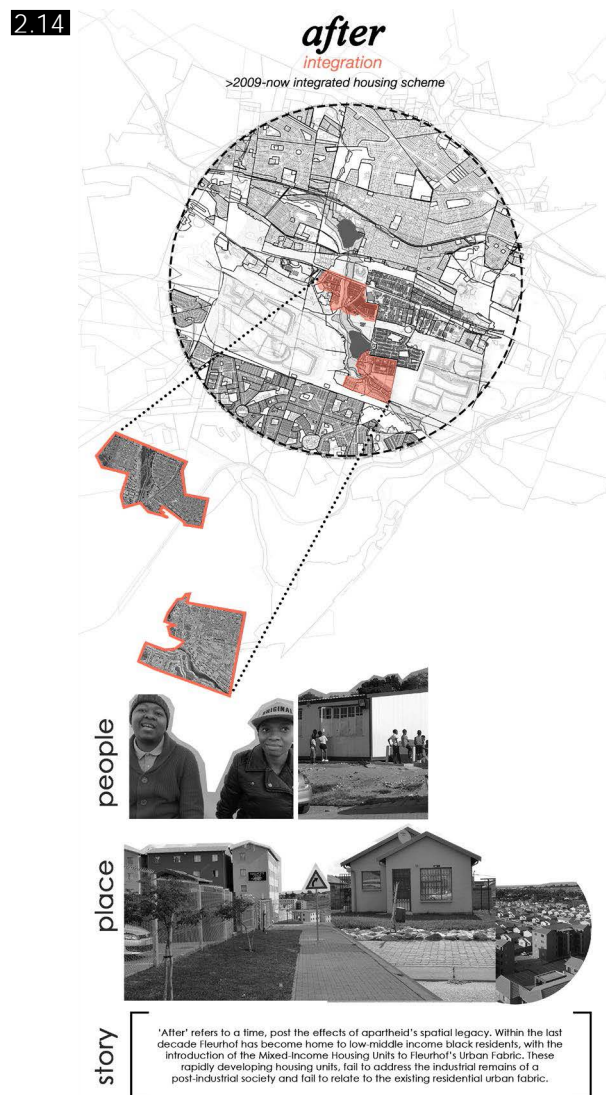 2.14
after
integration
>2009-now integrated housing scheme
ORIGINAL
people
place
story
'After' refers to a time, post the effects of apartheid's spatial legacy. Within the last
decade Fleurhof has become home to low-middle income black residents, with the
introduction of the Mixed-Income Housing Units to Fleurhof's Urban Fabric. These
rapidly developing housing units, fail to address the industrial remains of a
post-industrial society and fail to relate to the existing residential urban fabric.